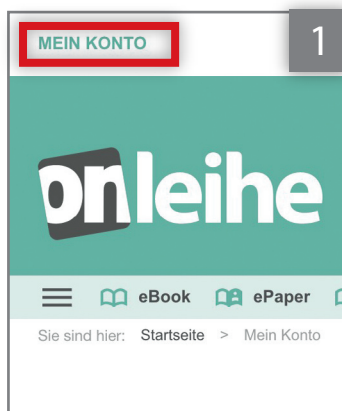 MEIN KONTO
1
onleihe
eBook ePaper
Sie sind hier: Startseite > Mein Konto